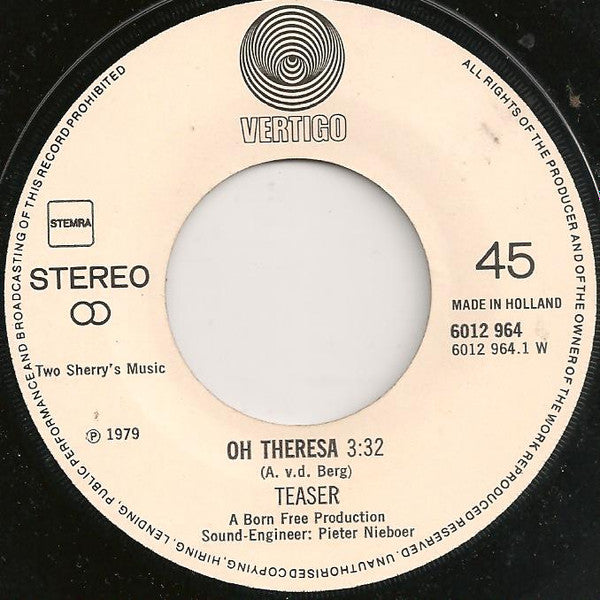 VERTIGO
STEMRA
STEREO
45
MADE IN HOLLAND
6012 964
6012 964.1 W
Two Sherry's Music
℗ 1979
OH THERESA 3:32
(A. v.d. Berg)
TEASER
A Born Free Production
Sound-Engineer: Pieter Nieboer
ALL RIGHTS OF THE PRODUCER AND OF THE OWNER OF THE WORK REPRODUCED RESERVED. UNAUTHORISED COPYING, HIRING, LENDING, PUBLIC PERFORMANCE AND BROADCASTING OF THIS RECORD PROHIBITED